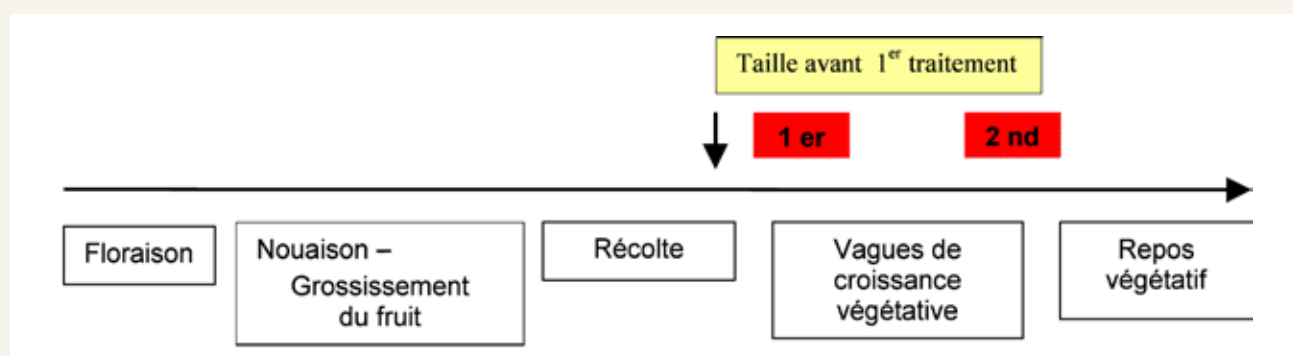 Taille avant 1er traitement
1 er
2 nd
Floraison
Nouaison –
Grossissement
du fruit
Récolte
Vagues de
croissance
végétative
Repos
végétatif